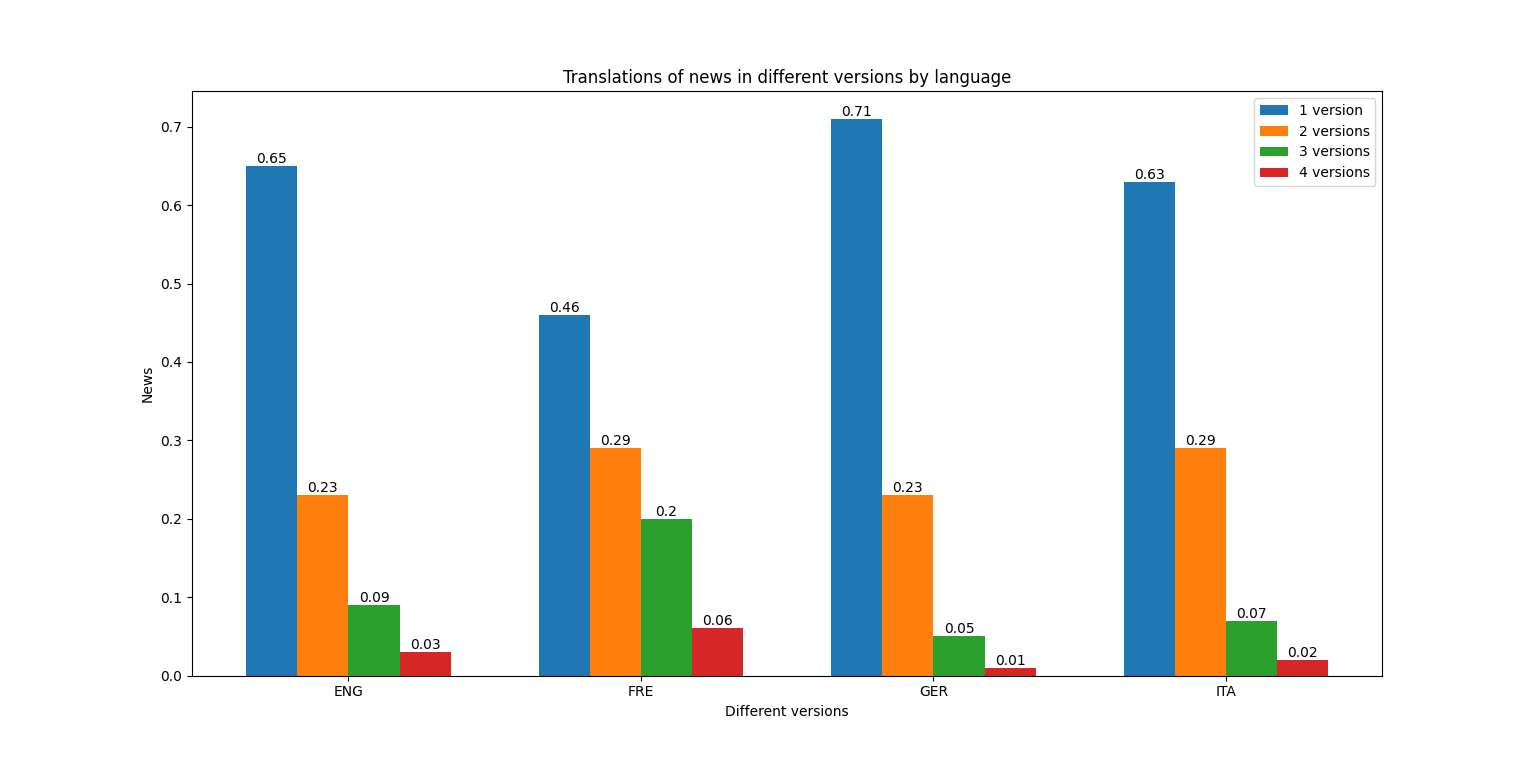 Translations of news in different versions by language
1 version
2 versions
3 versions
4 versions
News
0.7
0.6
0.5
0.4
0.3
0.2
0.1
0.0
0.65
0.23
0.09
0.03
0.46
0.29
0.2
0.06
0.71
0.23
0.05
0.01
0.63
0.29
0.07
0.02
ENG
FRE
GER
ITA
Different versions